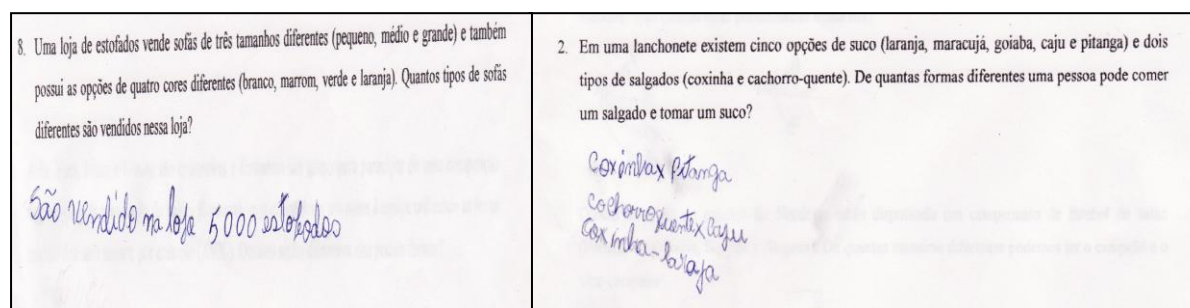 8. Uma loja de estofados vende sofás de três tamanhos diferentes (pequeno, médio e grande) e também
possui as opções de quatro cores diferentes (branco, marrom, verde e laranja). Quantos tipos de sofás
diferentes são vendidos nessa loja?
São vendido na loja 5000 estofados
2. Em uma lanchonete existem cinco opções de suco (laranja, maracujá, goiaba, caju e pitanga) e dois
tipos de salgados (coxinha e cachorro-quente). De quantas formas diferentes uma pessoa pode comer
um salgado e tomar um suco?
Coxinha x Pitanga
cachorroquente x Caju
coxinha-laraja